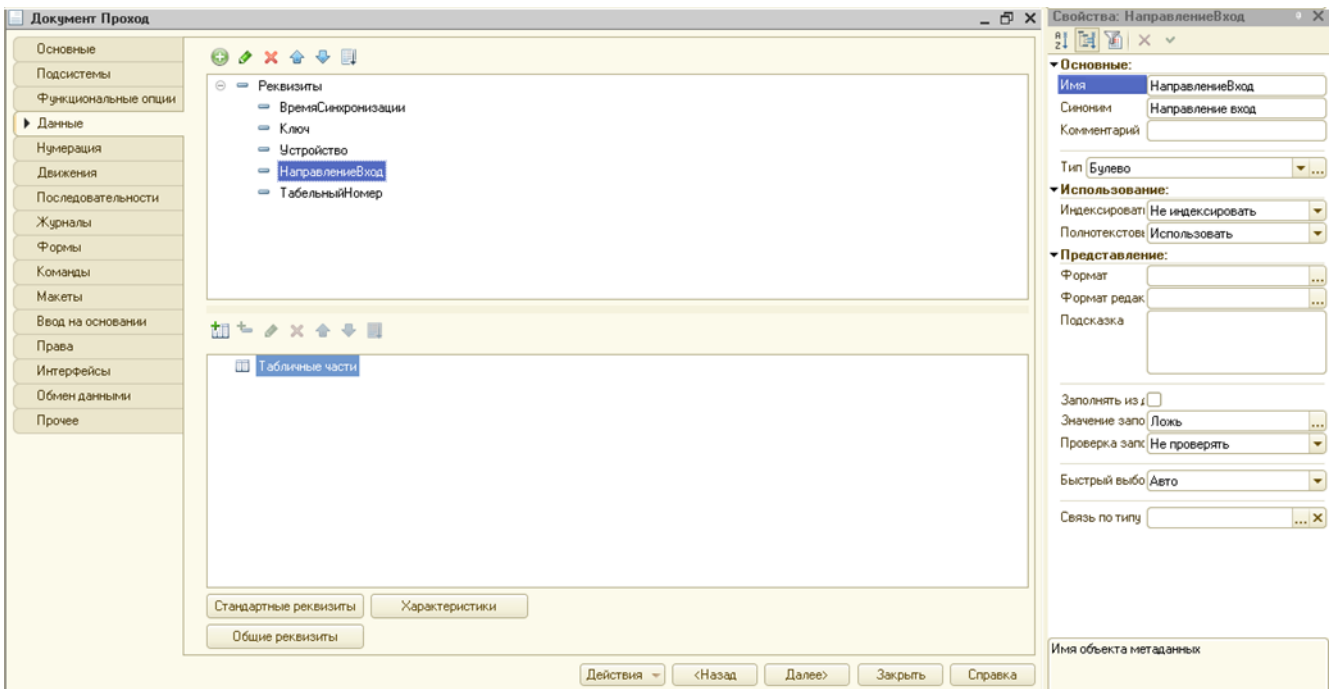 Документ Проход
Основные
Подсистемы
Функциональные опции
Данные
Нумерация
Движения
Последовательности
Журналы
Формы
Команды
Макеты
Ввод на основании
Права
Интерфейсы
Обмен данными
Прочее
Реквизиты
ВремяСинхронизации
Ключ
Устройство
НаправлениеВход
ТабельныйНомер
Табличные части
Стандартные реквизиты Характеристики
Общие реквизиты
Действия <Назад Далее> Закрыть Справка
Свойства: НаправлениеВход
Основные:
Имя НаправлениеВход
Синоним Направление вход
Комментарий
Тип Булево
Использование:
Индексироват Не индексировать
Полнотекстов Использовать
Представление:
Формат
Формат редак
Подсказка
Заполнять из д
Значение запо Ложь
Проверка запо Не проверять
Быстрый выбо Авто
Связь по типу
Имя объекта метаданных